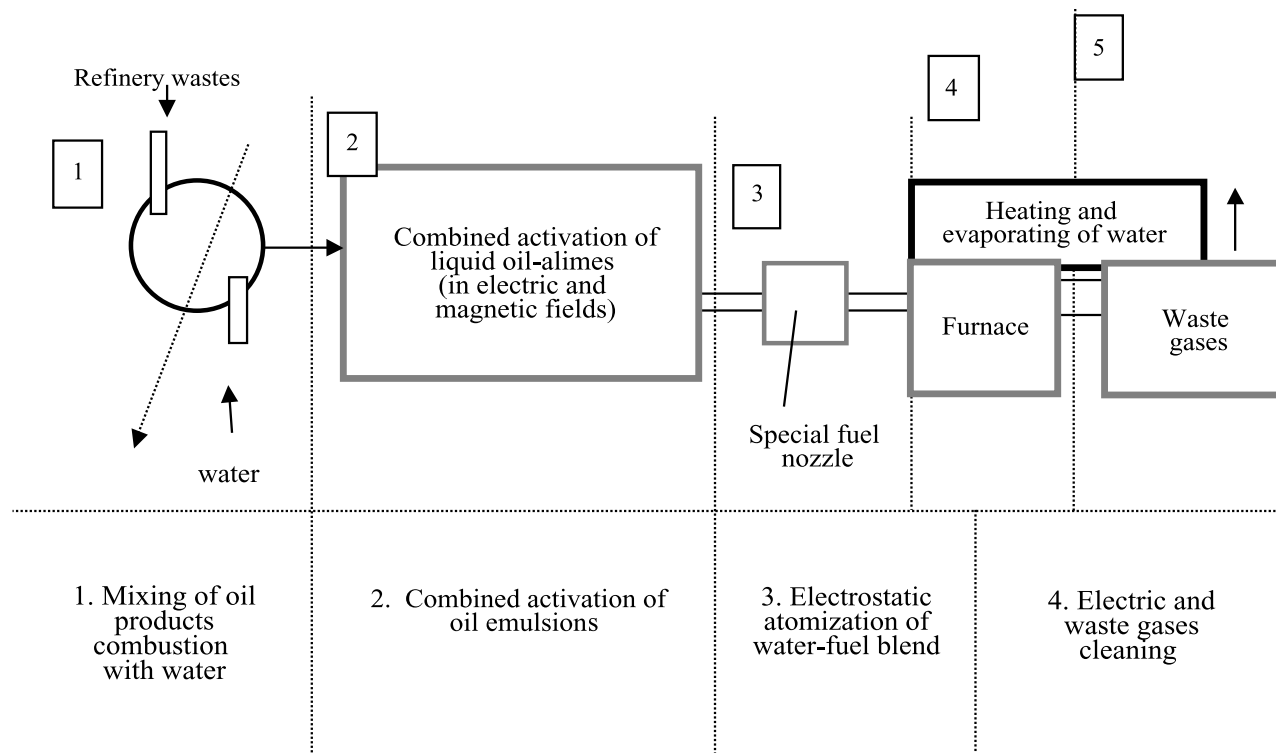 5
4
Refinery wastes
2
1
3
Heating and
evaporating of water
Combined activation of
liquid oil-alimes
(in electric and
magnetic fields)
Furnace
Waste
gases
Special fuel
nozzle
water
1. Mixing of oil
products
combustion
with water
2. Combined activation of
oil emulsions
3. Electrostatic
atomization of
water-fuel blend
4. Electric and
waste gases
cleaning